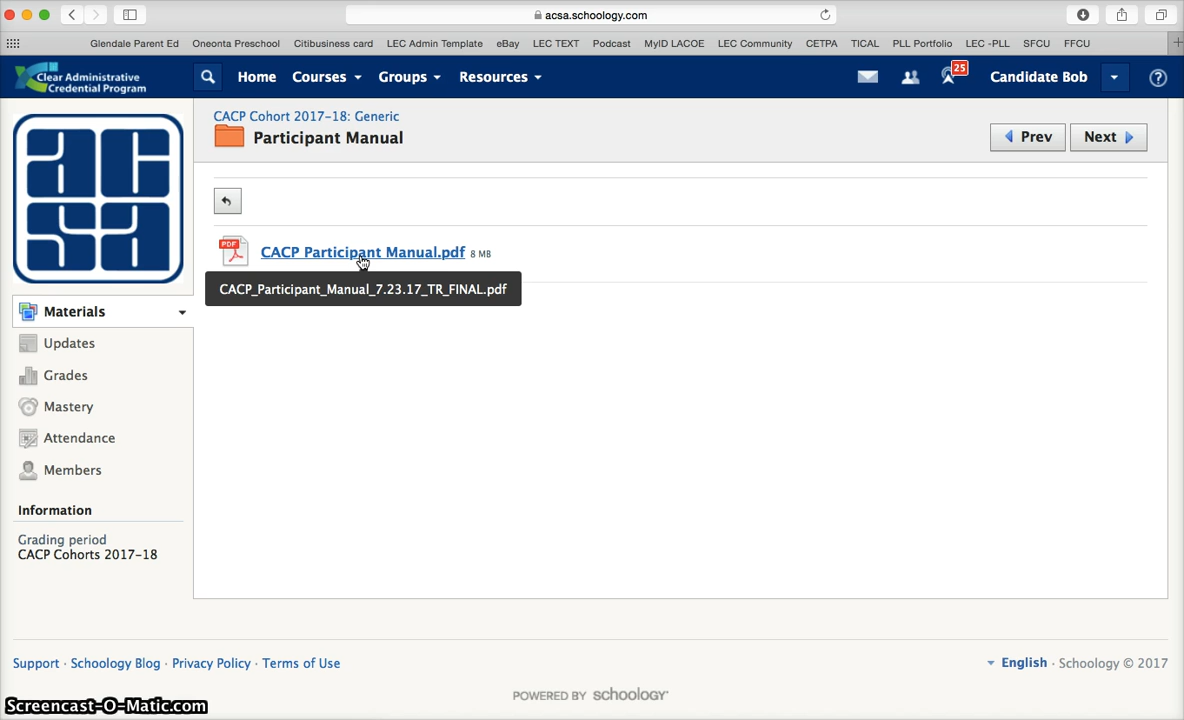 acsa.schoology.com
Glendale Parent Ed Oneonta Preschool Citibusiness card LEC Admin Template eBay LEC TEXT Podcast MyID LACOE LEC Community CETPA TICAL PLL Portfolio LEC -PLL SFCU FFCU
Clear Administrative
Credential Program
Home Courses Groups Resources 25 Candidate Bob ?
CACP Cohort 2017-18: Generic
Participant Manual
Prev Next
acsa
PDF CACP Participant Manual.pdf 8 MB
CACP_Participant_Manual_7.23.17_TR_FINAL.pdf
Materials
Updates
Grades
Mastery
Attendance
Members
Information
Grading period
CACP Cohorts 2017-18
Support · Schoology Blog · Privacy Policy · Terms of Use English · Schoology © 2017
POWERED BY schoology
Screencast-O-Matic.com